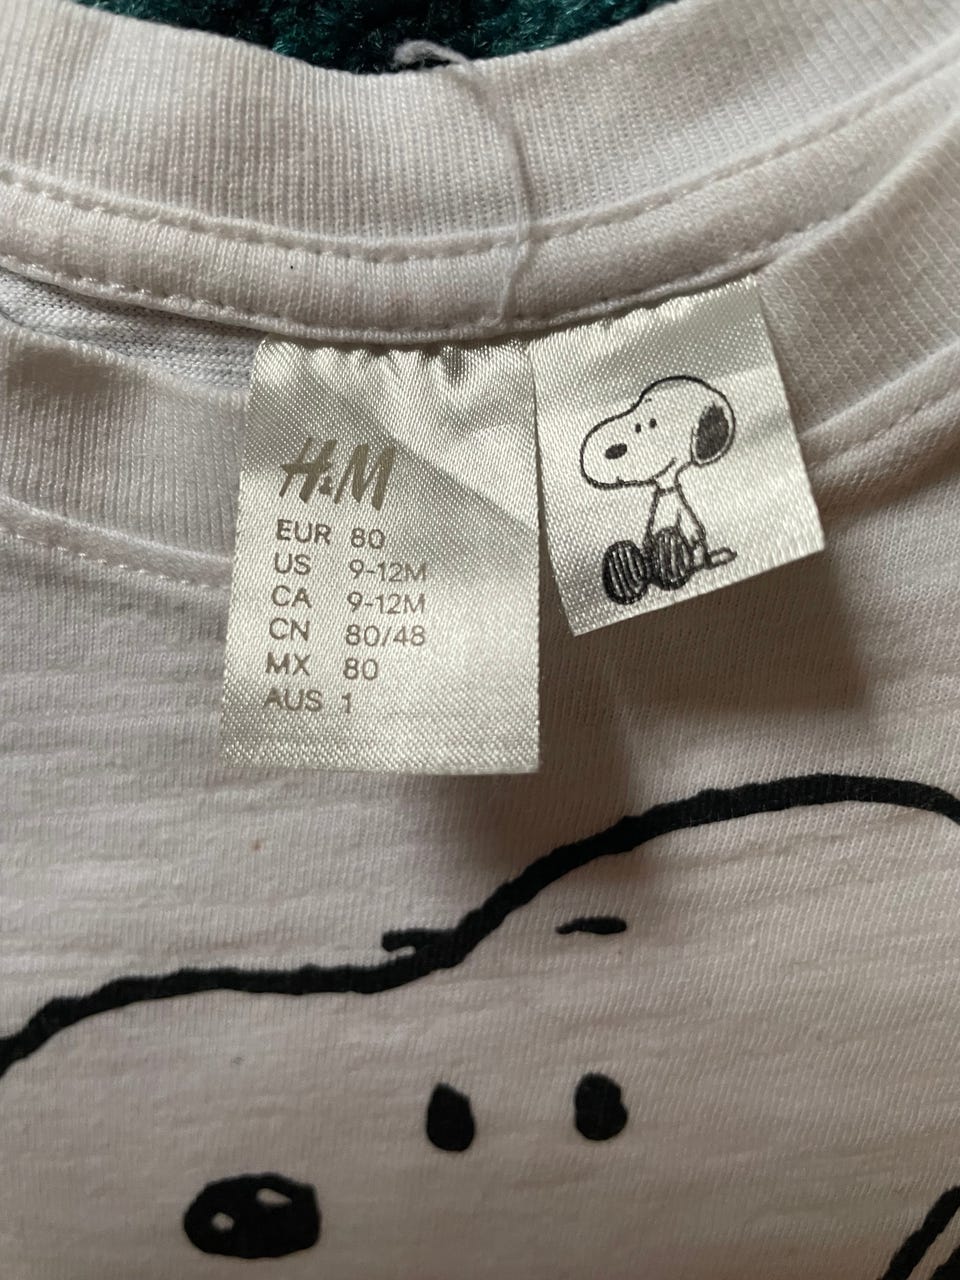 H&M
EUR 80
US 9-12M
CA 9-12M
CN 80/48
MX 80
AUS 1